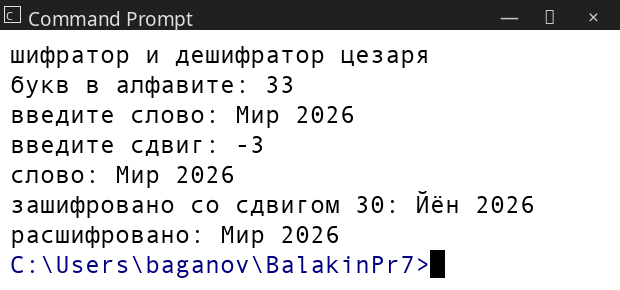 Command Prompt
шифратор и дешифратор цезаря
букв в алфавите: 33
введите слово: Мир 2026
введите сдвиг: -3
слово: Мир 2026
зашифровано со сдвигом 30: Йён 2026
расшифровано: Мир 2026
C:\Users\baganov\BalakinPr7>